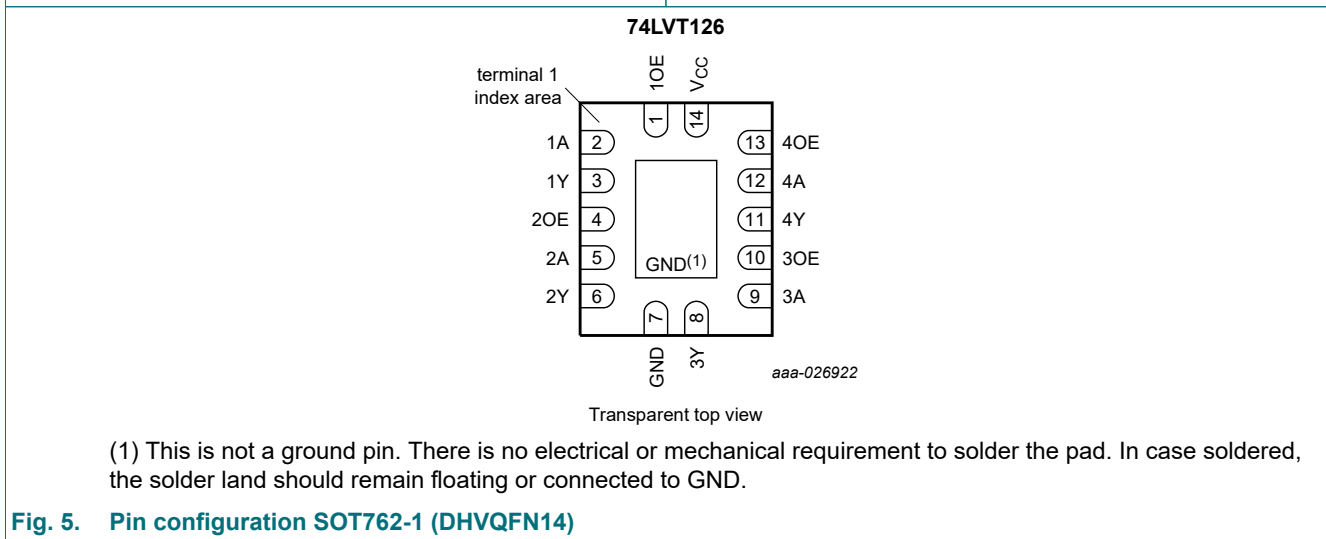 74LVT126
terminal 1
index area
1OE
VCC
1
14
1A 2
13 4OE
1Y 3
12 4A
2OE 4
11 4Y
2A 5
GND(1)
10 3OE
2Y 6
9 3A
7
8
GND
3Y
aaa-026922
Transparent top view
(1) This is not a ground pin. There is no electrical or mechanical requirement to solder the pad. In case soldered,
the solder land should remain floating or connected to GND.
Fig. 5. Pin configuration SOT762-1 (DHVQFN14)